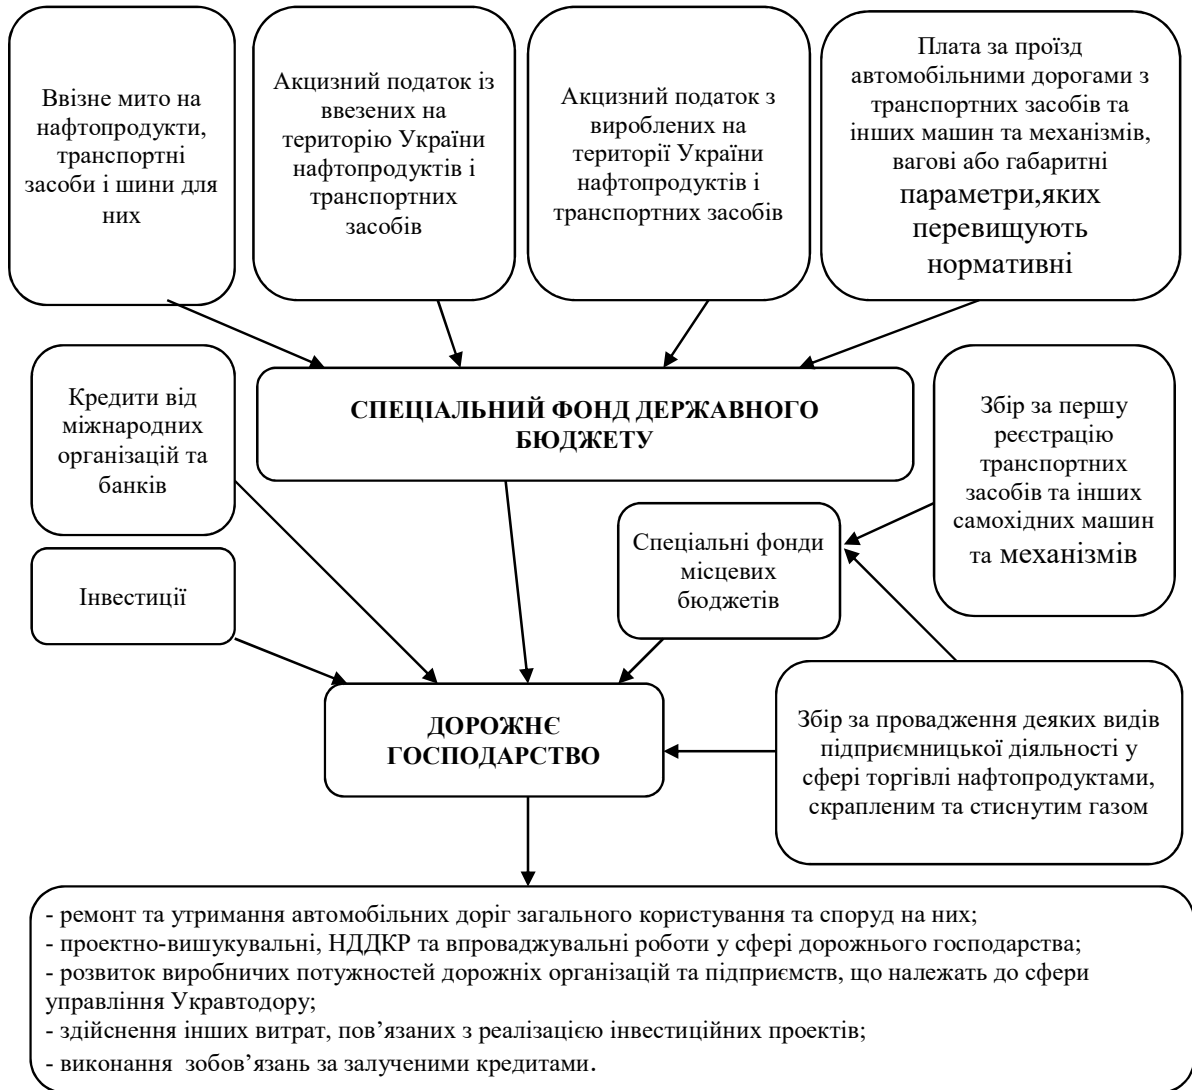 Ввізне мито на
нафтопродукти,
транспортні
засоби і шини для
них
Акцизний податок із
ввезених на
територію України
нафтопродуктів і
транспортних
засобів
Акцизний податок з
вироблених на
території України
нафтопродуктів і
транспортних засобів
Плата за проїзд
автомобільними дорогами з
транспортних засобів та
інших машин та механізмів,
вагові або габаритні
параметри,яких
перевищують
нормативні
Кредити від
міжнародних
організацій та
банків
СПЕЦІАЛЬНИЙ ФОНД ДЕРЖАВНОГО
БЮДЖЕТУ
Збір за першу
реєстрацію
транспортних
засобів та інших
самохідних машин
та механізмів
Інвестиції
Спеціальні фонди
місцевих
бюджетів
ДОРОЖНЄ
ГОСПОДАРСТВО
Збір за провадження деяких видів
підприємницької діяльності у
сфері торгівлі нафтопродуктами,
скрапленим та стиснутим газом
- ремонт та утримання автомобільних доріг загального користування та споруд на них;
- проектно-вишукувальні, НДДКР та впроваджувальні роботи у сфері дорожнього господарства;
- розвиток виробничих потужностей дорожніх організацій та підприємств, що належать до сфери
управління Укравтодору;
- здійснення інших витрат, пов’язаних з реалізацією інвестиційних проектів;
- виконання зобов’язань за залученими кредитами.